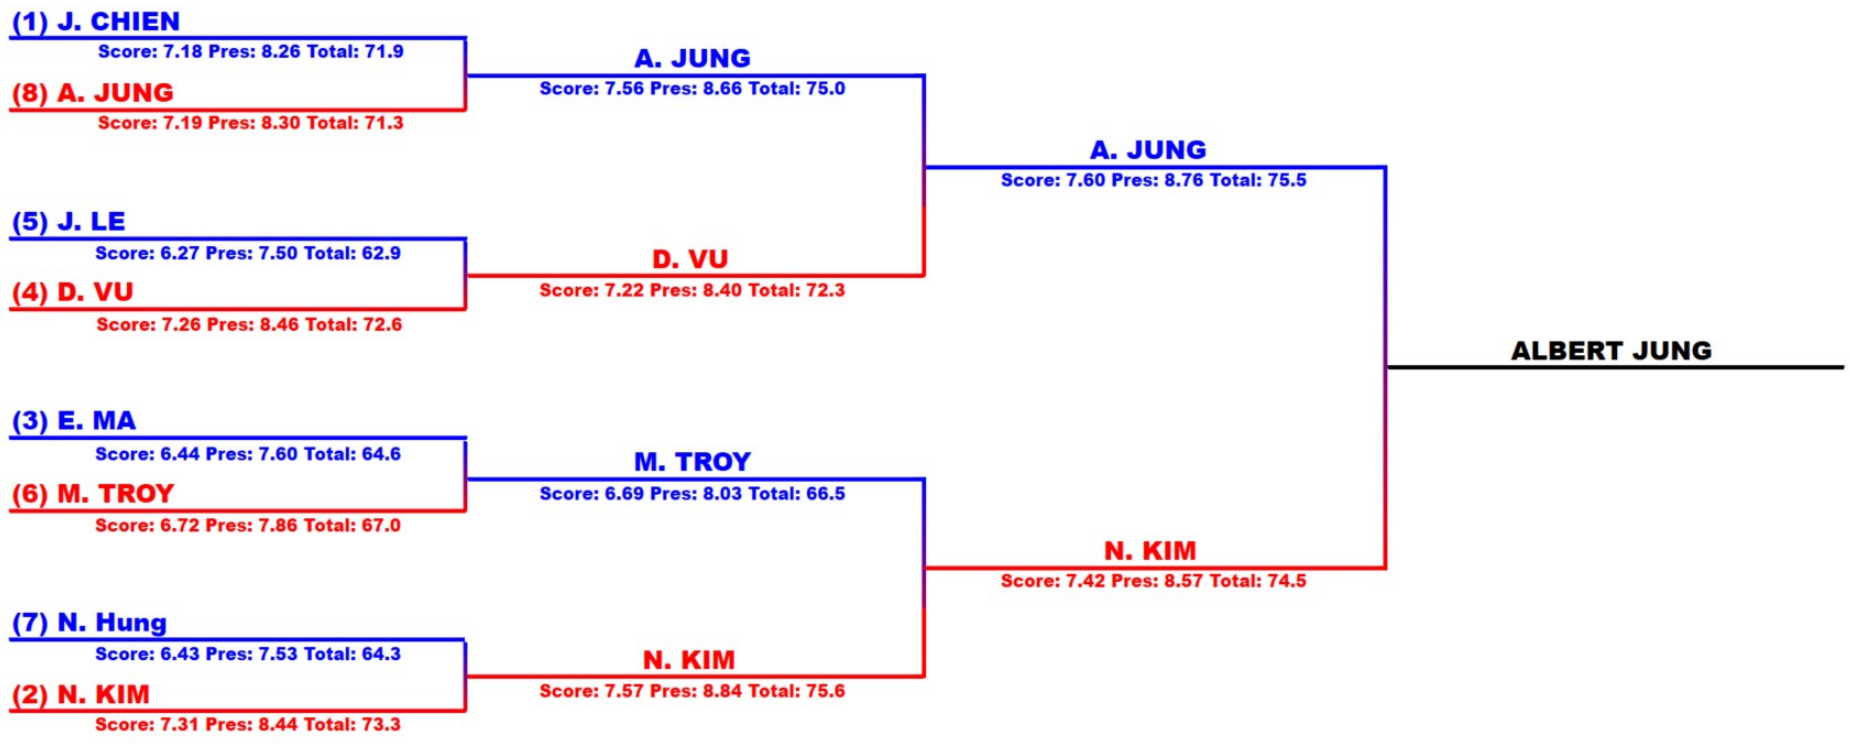 (1) J. CHIEN
Score: 7.18 Pres: 8.26 Total: 71.9
(8) A. JUNG
Score: 7.19 Pres: 8.30 Total: 71.3
(5) J. LE
Score: 6.27 Pres: 7.50 Total: 62.9
(4) D. VU
Score: 7.26 Pres: 8.46 Total: 72.6
(3) E. MA
Score: 6.44 Pres: 7.60 Total: 64.6
(6) M. TROY
Score: 6.72 Pres: 7.86 Total: 67.0
(7) N. Hung
Score: 6.43 Pres: 7.53 Total: 64.3
(2) N. KIM
Score: 7.31 Pres: 8.44 Total: 73.3
A. JUNG
Score: 7.56 Pres: 8.66 Total: 75.0
D. VU
Score: 7.22 Pres: 8.40 Total: 72.3
M. TROY
Score: 6.69 Pres: 8.03 Total: 66.5
N. KIM
Score: 7.57 Pres: 8.84 Total: 75.6
A. JUNG
Score: 7.60 Pres: 8.76 Total: 75.5
N. KIM
Score: 7.42 Pres: 8.57 Total: 74.5
ALBERT JUNG